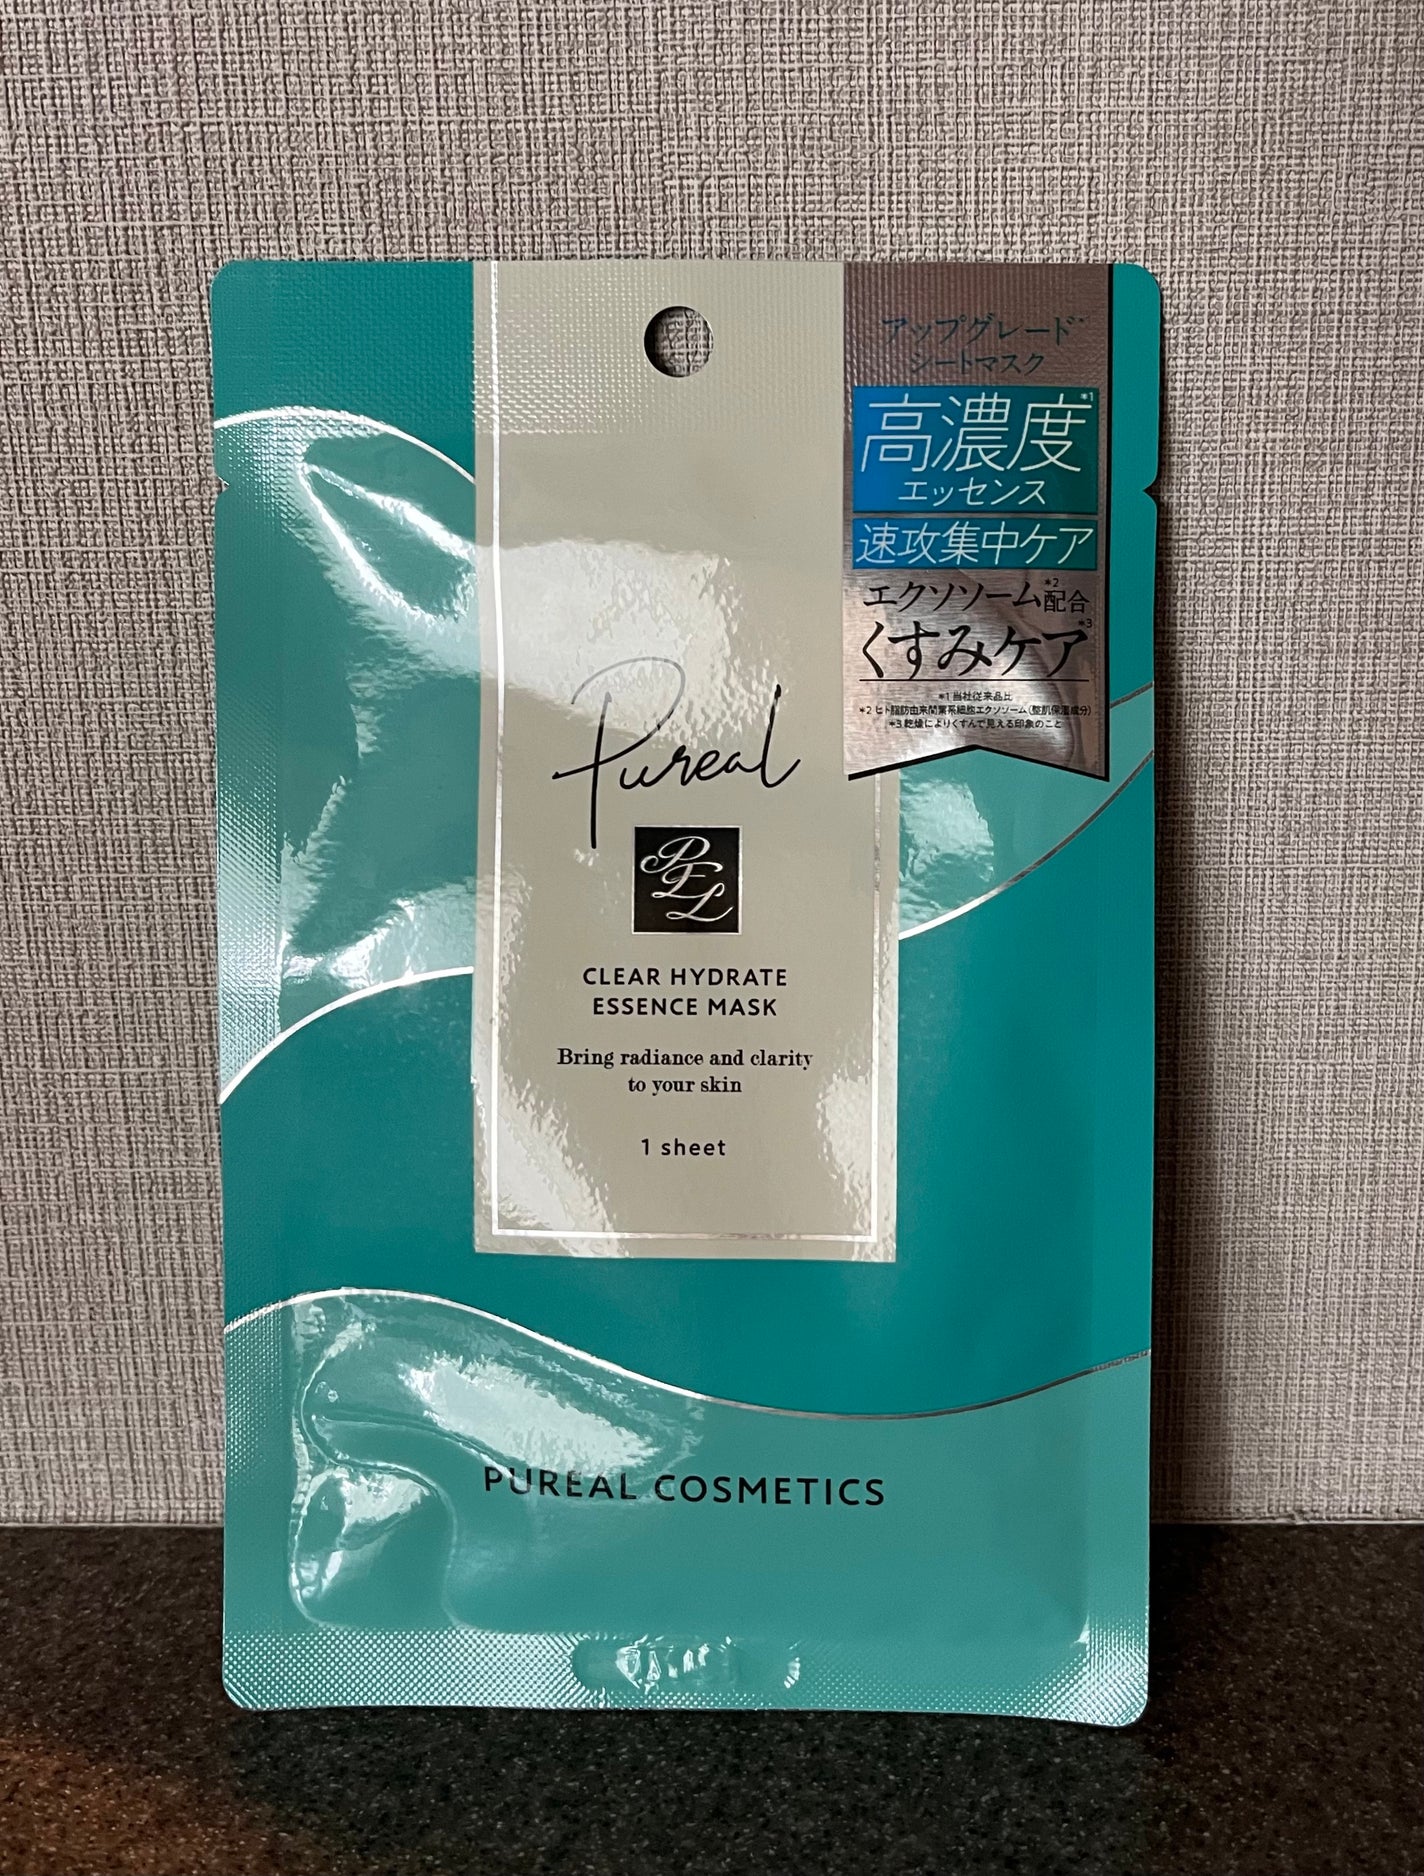 アップグレード*1
シートマスク
高濃度*1
エッセンス
速攻集中ケア
エクソソーム*2配合
くすみケア*3
*1 当社従来品比
*2 ヒト脂肪由来間葉系細胞エクソソーム(整肌保湿成分)
*3 乾燥によりくすんで見える印象のこと
Pureal
PEL
CLEAR HYDRATE
ESSENCE MASK
Bring radiance and clarity
to your skin
1 sheet
PUREAL COSMETICS